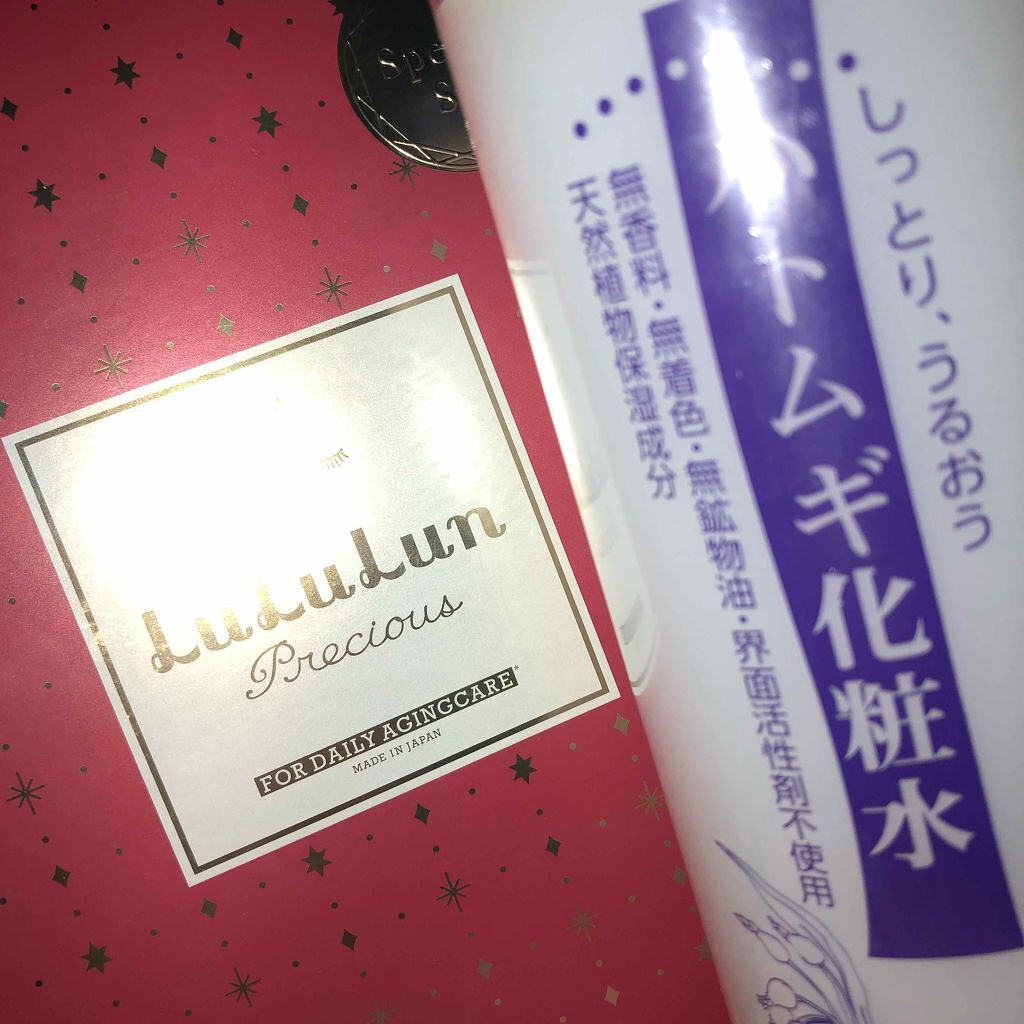 LuLuLun
Precious
FOR DAILY AGINGCARE*
MADE IN JAPAN
しっとり、うるおう
ハトムギ化粧水
無香料・無着色・無鉱物油・界面活性剤不使用
天然植物保湿成分